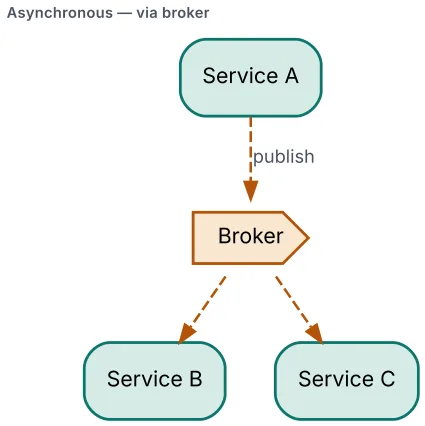 Asynchronous — via broker
Service A
publish
Broker
Service B
Service C